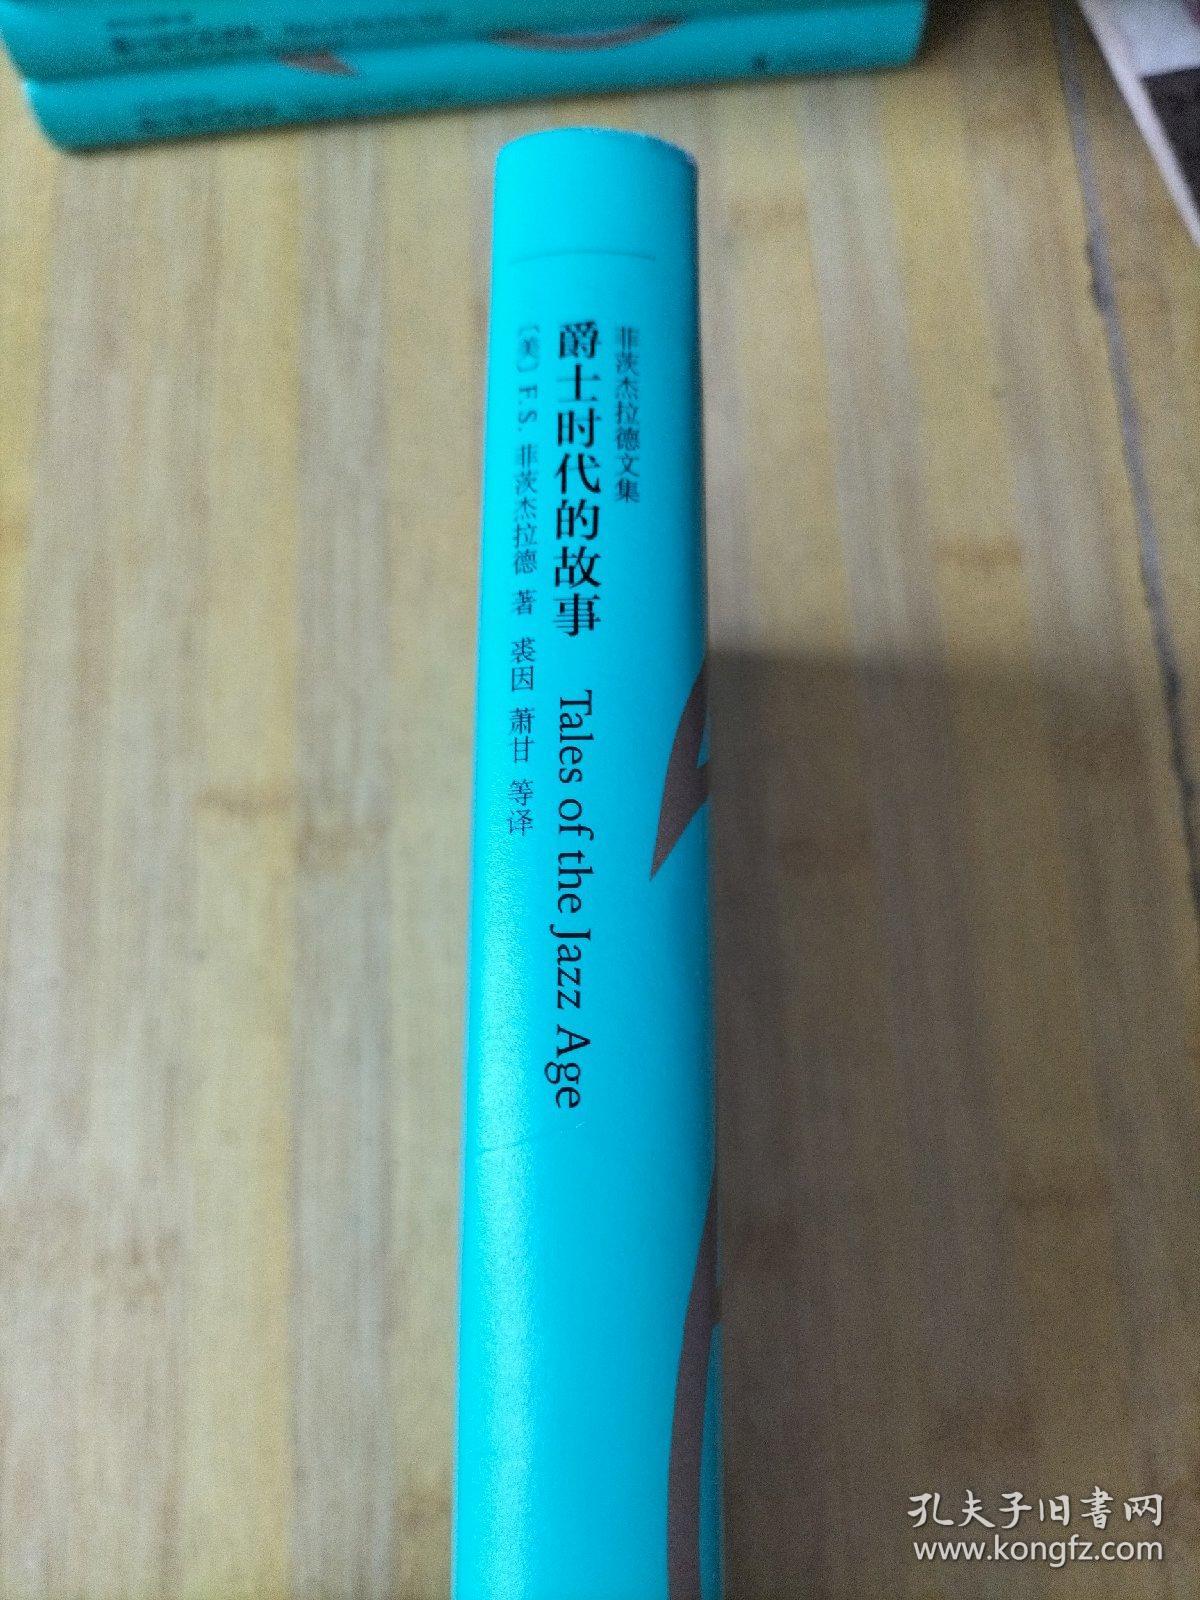 菲茨杰拉德文集
爵士时代的故事 Tales of the Jazz Age
〔美〕F.S.菲茨杰拉德 著 裘因 萧甘 等译
孔夫子旧書网
www.kongfz.com